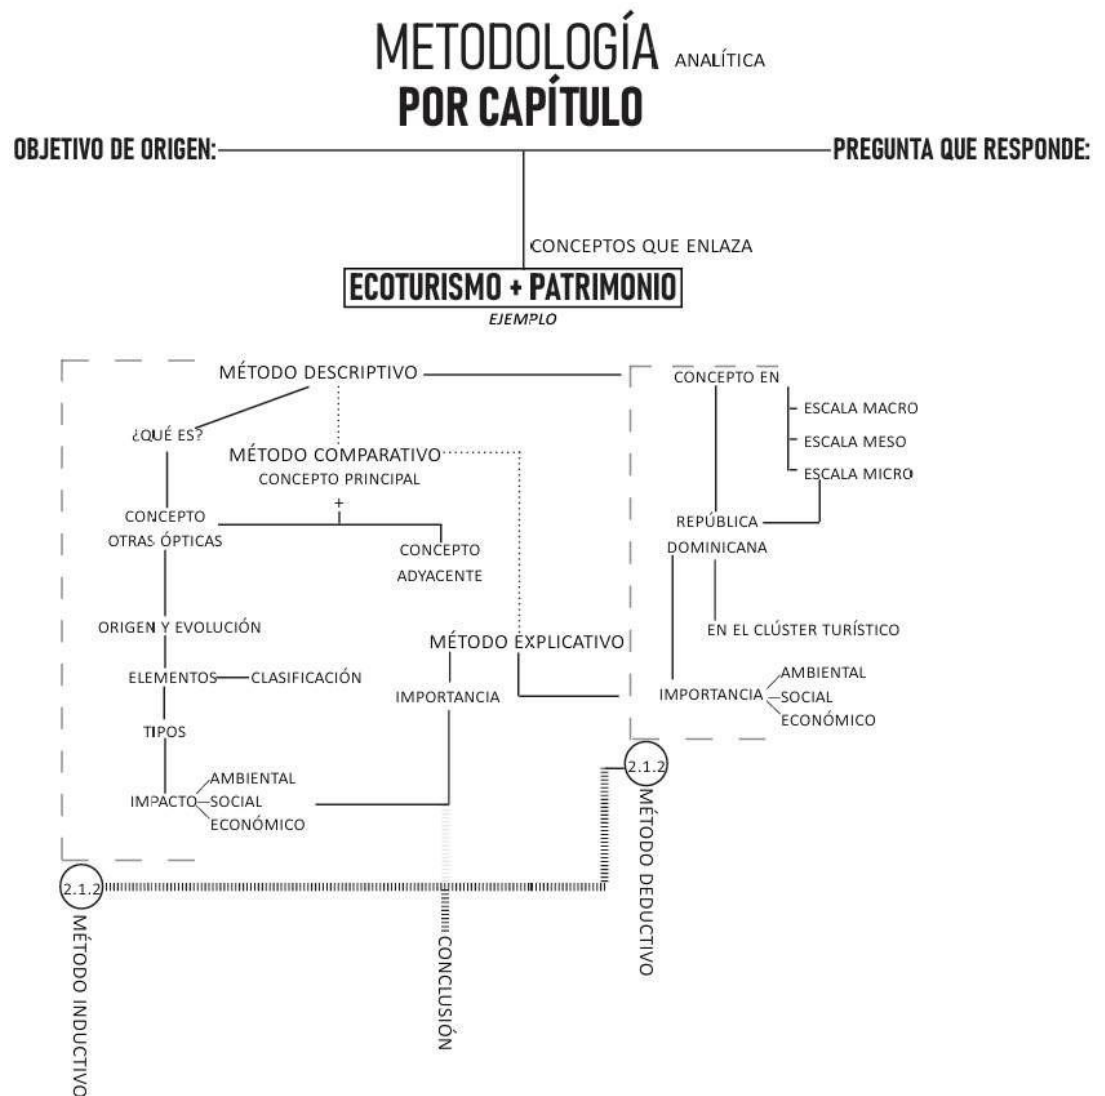 METODOLOGÍA ANALÍTICA
POR CAPÍTULO
OBJETIVO DE ORIGEN:
PREGUNTA QUE RESPONDE:
CONCEPTOS QUE ENLAZA
ECOTURISMO + PATRIMONIO
EJEMPLO
MÉTODO DESCRIPTIVO
¿QUÉ ES?
MÉTODO COMPARATIVO
CONCEPTO PRINCIPAL
+
CONCEPTO
OTRAS ÓPTICAS
CONCEPTO
ADYACENTE
ORIGEN Y EVOLUCIÓN
MÉTODO EXPLICATIVO
ELEMENTOS
CLASIFICACIÓN
IMPORTANCIA
TIPOS
IMPACTO
AMBIENTAL
SOCIAL
ECONÓMICO
2.1.2
MÉTODO INDUCTIVO
CONCLUSIÓN
CONCEPTO EN
ESCALA MACRO
ESCALA MESO
ESCALA MICRO
REPÚBLICA
DOMINICANA
EN EL CLÚSTER TURÍSTICO
IMPORTANCIA
AMBIENTAL
SOCIAL
ECONÓMICO
2.1.2
MÉTODO DEDUCTIVO